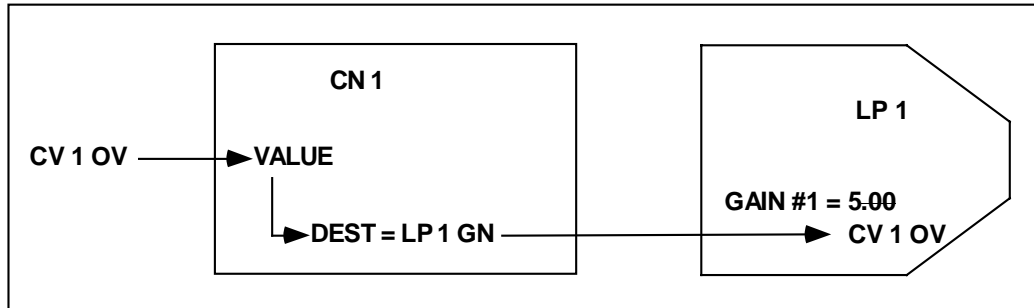 CN 1
LP 1
CV 1 OV
VALUE
GAIN #1 = 5.00
DEST = LP 1 GN
CV 1 OV